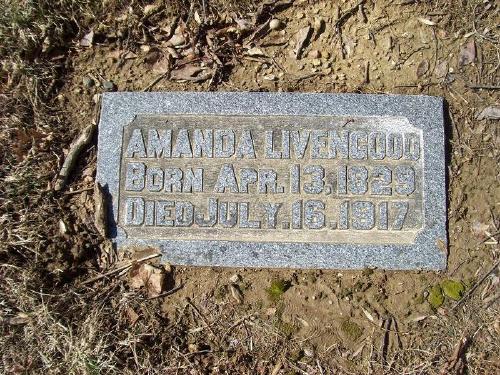 AMANDA LIVENGOOD
BORN APR. 13, 1829
DIED JULY. 16. 1917